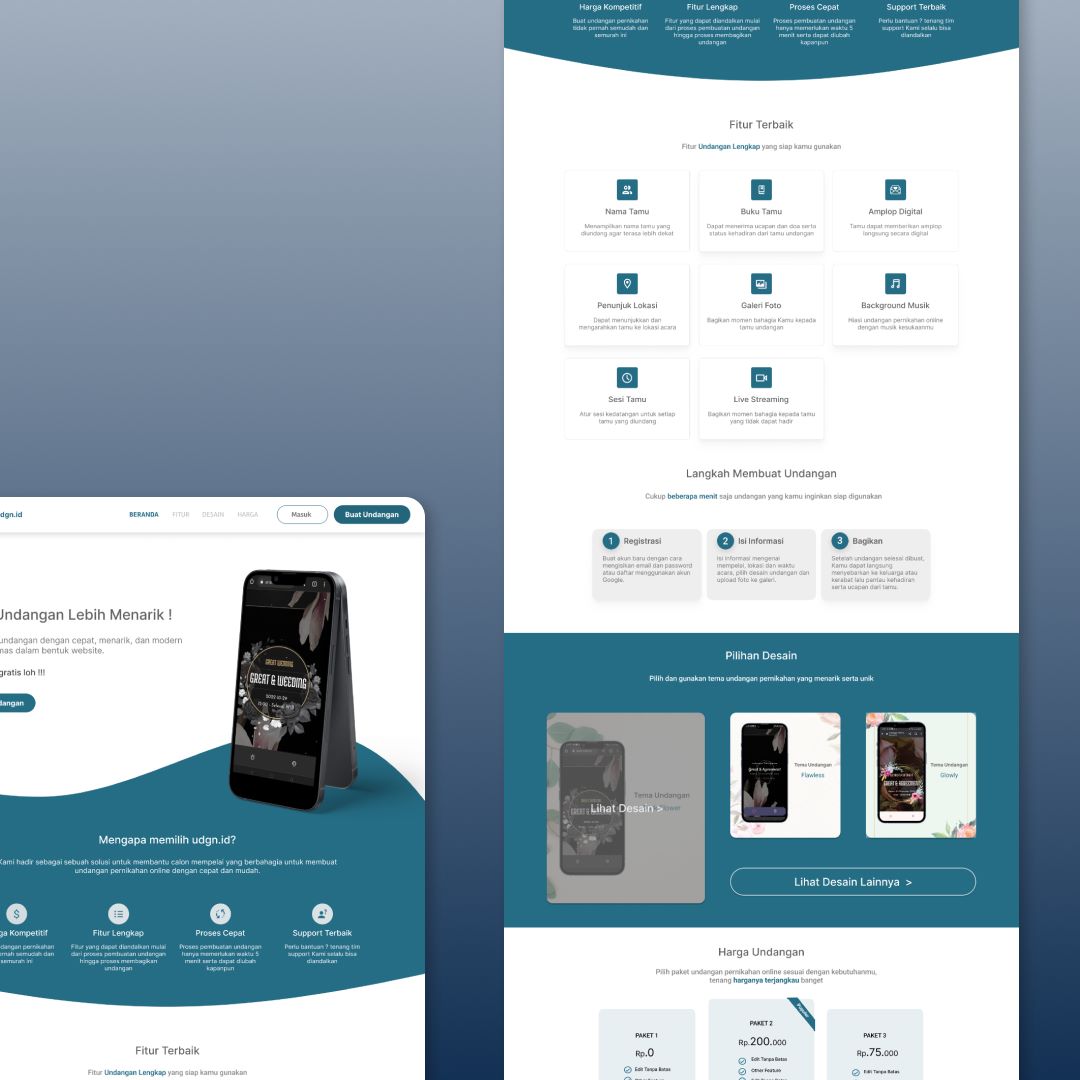 udgn.id
BERANDA
FITUR
DESAIN
HARGA
Masuk
Buat Undangan
Undangan Lebih Menarik !
undangan dengan cepat, menarik, dan modern
mas dalam bentuk website.
gratis loh !!!
dangan
GREAT WEDDING
GREAT & WEEDING
Mengapa memilih udgn.id?
Kami hadir sebagai sebuah solusi untuk membantu calon mempelai yang berbahagia untuk membuat
undangan pernikahan online dengan cepat dan mudah.
ga Kompetitif
dangan pernikahan
ernah semudah dan
semurah ini
Fitur Lengkap
Fitur yang dapat diandalkan mulai
dari proses pembuatan undangan
hingga proses membagikan
undangan
Proses Cepat
Proses pembuatan undangan
hanya memerlukan waktu 5
menit serta dapat diubah
kapanpun
Support Terbaik
Perlu bantuan ? tenang tim
support Kami selalu bisa
diandalkan
Fitur Terbaik
Fitur Undangan Lengkap yang siap kamu gunakan
Harga Kompetitif
Buat undangan pernikahan
tidak pernah semudah dan
semurah ini
Fitur Lengkap
Fitur yang dapat diandalkan mulai
dari proses pembuatan undangan
hingga proses membagikan
undangan
Proses Cepat
Proses pembuatan undangan
hanya memerlukan waktu 5
menit serta dapat diubah
kapanpun
Support Terbaik
Perlu bantuan ? tenang tim
support Kami selalu bisa
diandalkan
Fitur Terbaik
Fitur Undangan Lengkap yang siap kamu gunakan
Nama Tamu
Menampilkan nama tamu yang
diundang agar terasa lebih dekat
Buku Tamu
Dapat menerima ucapan dan doa serta
status kehadiran dari tamu undangan
Amplop Digital
Tamu dapat memberikan amplop
langsung secara digital
Penunjuk Lokasi
Dapat menunjukkan dan
mengarahkan tamu ke lokasi acara
Galeri Foto
Bagikan momen bahagia Kamu kepada
tamu undangan
Background Musik
Hiasi undangan pernikahan online
dengan musik kesukaanmu
Sesi Tamu
Atur sesi kedatangan untuk setiap
tamu yang diundang
Live Streaming
Bagikan momen bahagia kepada tamu
yang tidak dapat hadir
Langkah Membuat Undangan
Cukup beberapa menit saja undangan yang kamu inginkan siap digunakan
1 Registrasi
Buat akun baru dengan cara
mengisikan email dan password
atau daftar menggunakan akun
Google.
2 Isi Informasi
Isi informasi mengenai
mempelai, lokasi dan waktu
acara, pilih desain undangan dan
upload foto ke galeri.
3 Bagikan
Setelah undangan selesai dibuat,
Kamu dapat langsung
menyebarkan ke keluarga atau
kerabat lalu pantau kehadiran
serta ucapan dari tamu.
Pilihan Desain
Pilih dan gunakan tema undangan pernikahan yang menarik serta unik
Tema Undangan
Lihat Desain >
Tema Undangan
Flawless
Tema Undangan
Glowly
Lihat Desain Lainnya >
Harga Undangan
Pilih paket undangan pernikahan online sesuai dengan kebutuhanmu,
tenang harganya terjangkau banget
PAKET 1
Rp.0
Edit Tanpa Batas
Populer
PAKET 2
Rp.200.000
Edit Tanpa Batas
Other Feature
PAKET 3
Rp.75.000
Edit Tanpa Batas